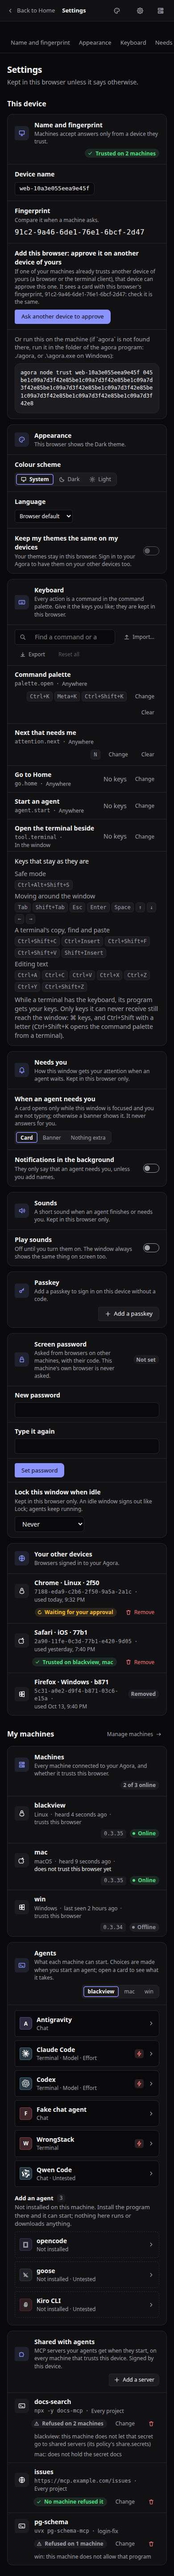 Back to Home Settings
Name and fingerprint Appearance Keyboard Needs
Settings
Kept in this browser unless it says otherwise.
This device
Name and fingerprint
Machines accept orders only from a device they
trust.
Trusted on 2 machines
Device name
web-10a3e055eea9e45f
Fingerprint
Compare it when a machine asks.
91c2-9a46-6de1-76e1-6bcf-2d47
Add this browser: approve it on another
device of yours
If one of your machines already trusts another device of
yours (a browser or the terminal client), that device can
approve this one. It sees a card with this browser's
fingerprint, 91c2-9a46-6de1-76e1-6bcf-2d47: check it is
the same.
Ask another device to approve
Or run this on the machine (if `agora` is not found
there, run it in the folder of the agora program:
./agora, or .\agora.exe on Windows):
Appearance
This browser shows the Dark theme.
Colour scheme
System Dark Light
Language
Browser default
Keep my themes the same on my
devices
Your themes stay in this browser. Sign in to your
Agora to have them on your other devices too.
Keyboard
Every action is a command in the command
palette. Give it the keys you like; they are kept in
this browser.
Find a command or a Import…
Export Reset all
Command palette
palette.open · Anywhere
Ctrl+K Meta+K Ctrl+Shift+K Change
Clear
Next that needs me
attention.next · Anywhere
N Change Clear
Go to Home
go.home · Anywhere
No keys Change
Start an agent
agent.start · Anywhere
No keys Change
Open the terminal beside
tool.terminal ·
In the window
No keys Change
Keys that stay as they are
Safe mode
Ctrl+Alt+Shift+S
Moving around the window
Tab Shift+Tab Esc Enter Space ↑ ↓
← →
A terminal's copy, find and paste
Ctrl+Shift+C Ctrl+Insert Ctrl+Shift+F
Ctrl+Shift+V Shift+Insert
Editing text
Ctrl+A Ctrl+C Ctrl+V Ctrl+X Ctrl+Z
Ctrl+Y Ctrl+Shift+Z
While a terminal has the keyboard, its program
gets your keys. Only keys it can never receive still
reach the window: ⌘ keys, and Ctrl+Shift with a
letter (Ctrl+Shift+K opens the command palette
from a terminal).
Needs you
How this window gets your attention when an
agent waits. Kept in this browser only.
When an agent needs you
A card opens only while this window is focused and you
are not typing; otherwise a banner shows it. It never
answers for you.
Card Banner Nothing extra
Notifications in the background
They only say that an agent needs you, unless
you add names.
Sounds
A short sound when an agent finishes or needs
you. Kept in this browser only.
Play sounds
Off until you turn them on. The window always
shows the same thing on screen too.
Passkey
Add a passkey to sign in on this device without a
code.
Add a passkey
Screen password
Asked from browsers on other
machines, with their code. This
machine's own browser is never
asked.
Not set
New password
Type it again
Set password
Lock this window when idle
Kept in this browser only. An idle window signs out like
Lock; agents keep running.
Never
Your other devices
Browsers signed in to your Agora.
Chrome · Linux · 2f50
used today, 9:32 PM
Waiting for your approval Remove
Safari · iOS · 77b1
used yesterday, 7:40 PM
Trusted on blackview, mac Remove
Firefox · Windows · b871
used Oct 13, 9:40 PM
Removed
My machines Manage machines →
Machines
Every machine connected to your Agora, and
whether it trusts this browser.
2 of 3 online
blackview
Linux · heard 4 seconds ago ·
trusts this browser
0.3.35 Online
mac
macOS · heard 9 seconds ago ·
does not trust this browser yet
0.3.35 Online
win
Windows · last seen 2 hours ago ·
trusts this browser
0.3.34 Offline
Agents
What each machine can start. Choices are made
when you start an agent; open a card to see what
it takes.
blackview mac win
A Antigravity
Chat
Claude Code
Terminal · Model · Effort
Codex
Terminal · Model · Effort
F Fake chat agent
Chat
W WrongStack
Terminal
Qwen Code
Chat · Untested
Add an agent 3
Not installed on this machine. Install the program
there and it can start; nothing here runs or
downloads anything.
opencode
Not installed
goose
Not installed · Untested
Kiro CLI
Not installed · Untested
Shared with agents
MCP servers your agents get when they start, on
every machine that trusts this device. Signed by
this device.
Add a server
docs-search
npx -y docs-mcp · Every project
Refused on 2 machines Change
blackview: this machine does not let that secret
go to shared servers (its policy's share.secrets)
mac: does not hold the secret docs
issues
https://mcp.example.com/issues ·
Every project
No machine refused it Change
pg-schema
uvx pg-schema-mcp · login-fix
Refused on 1 machine Change
win: this machine does not allow that program